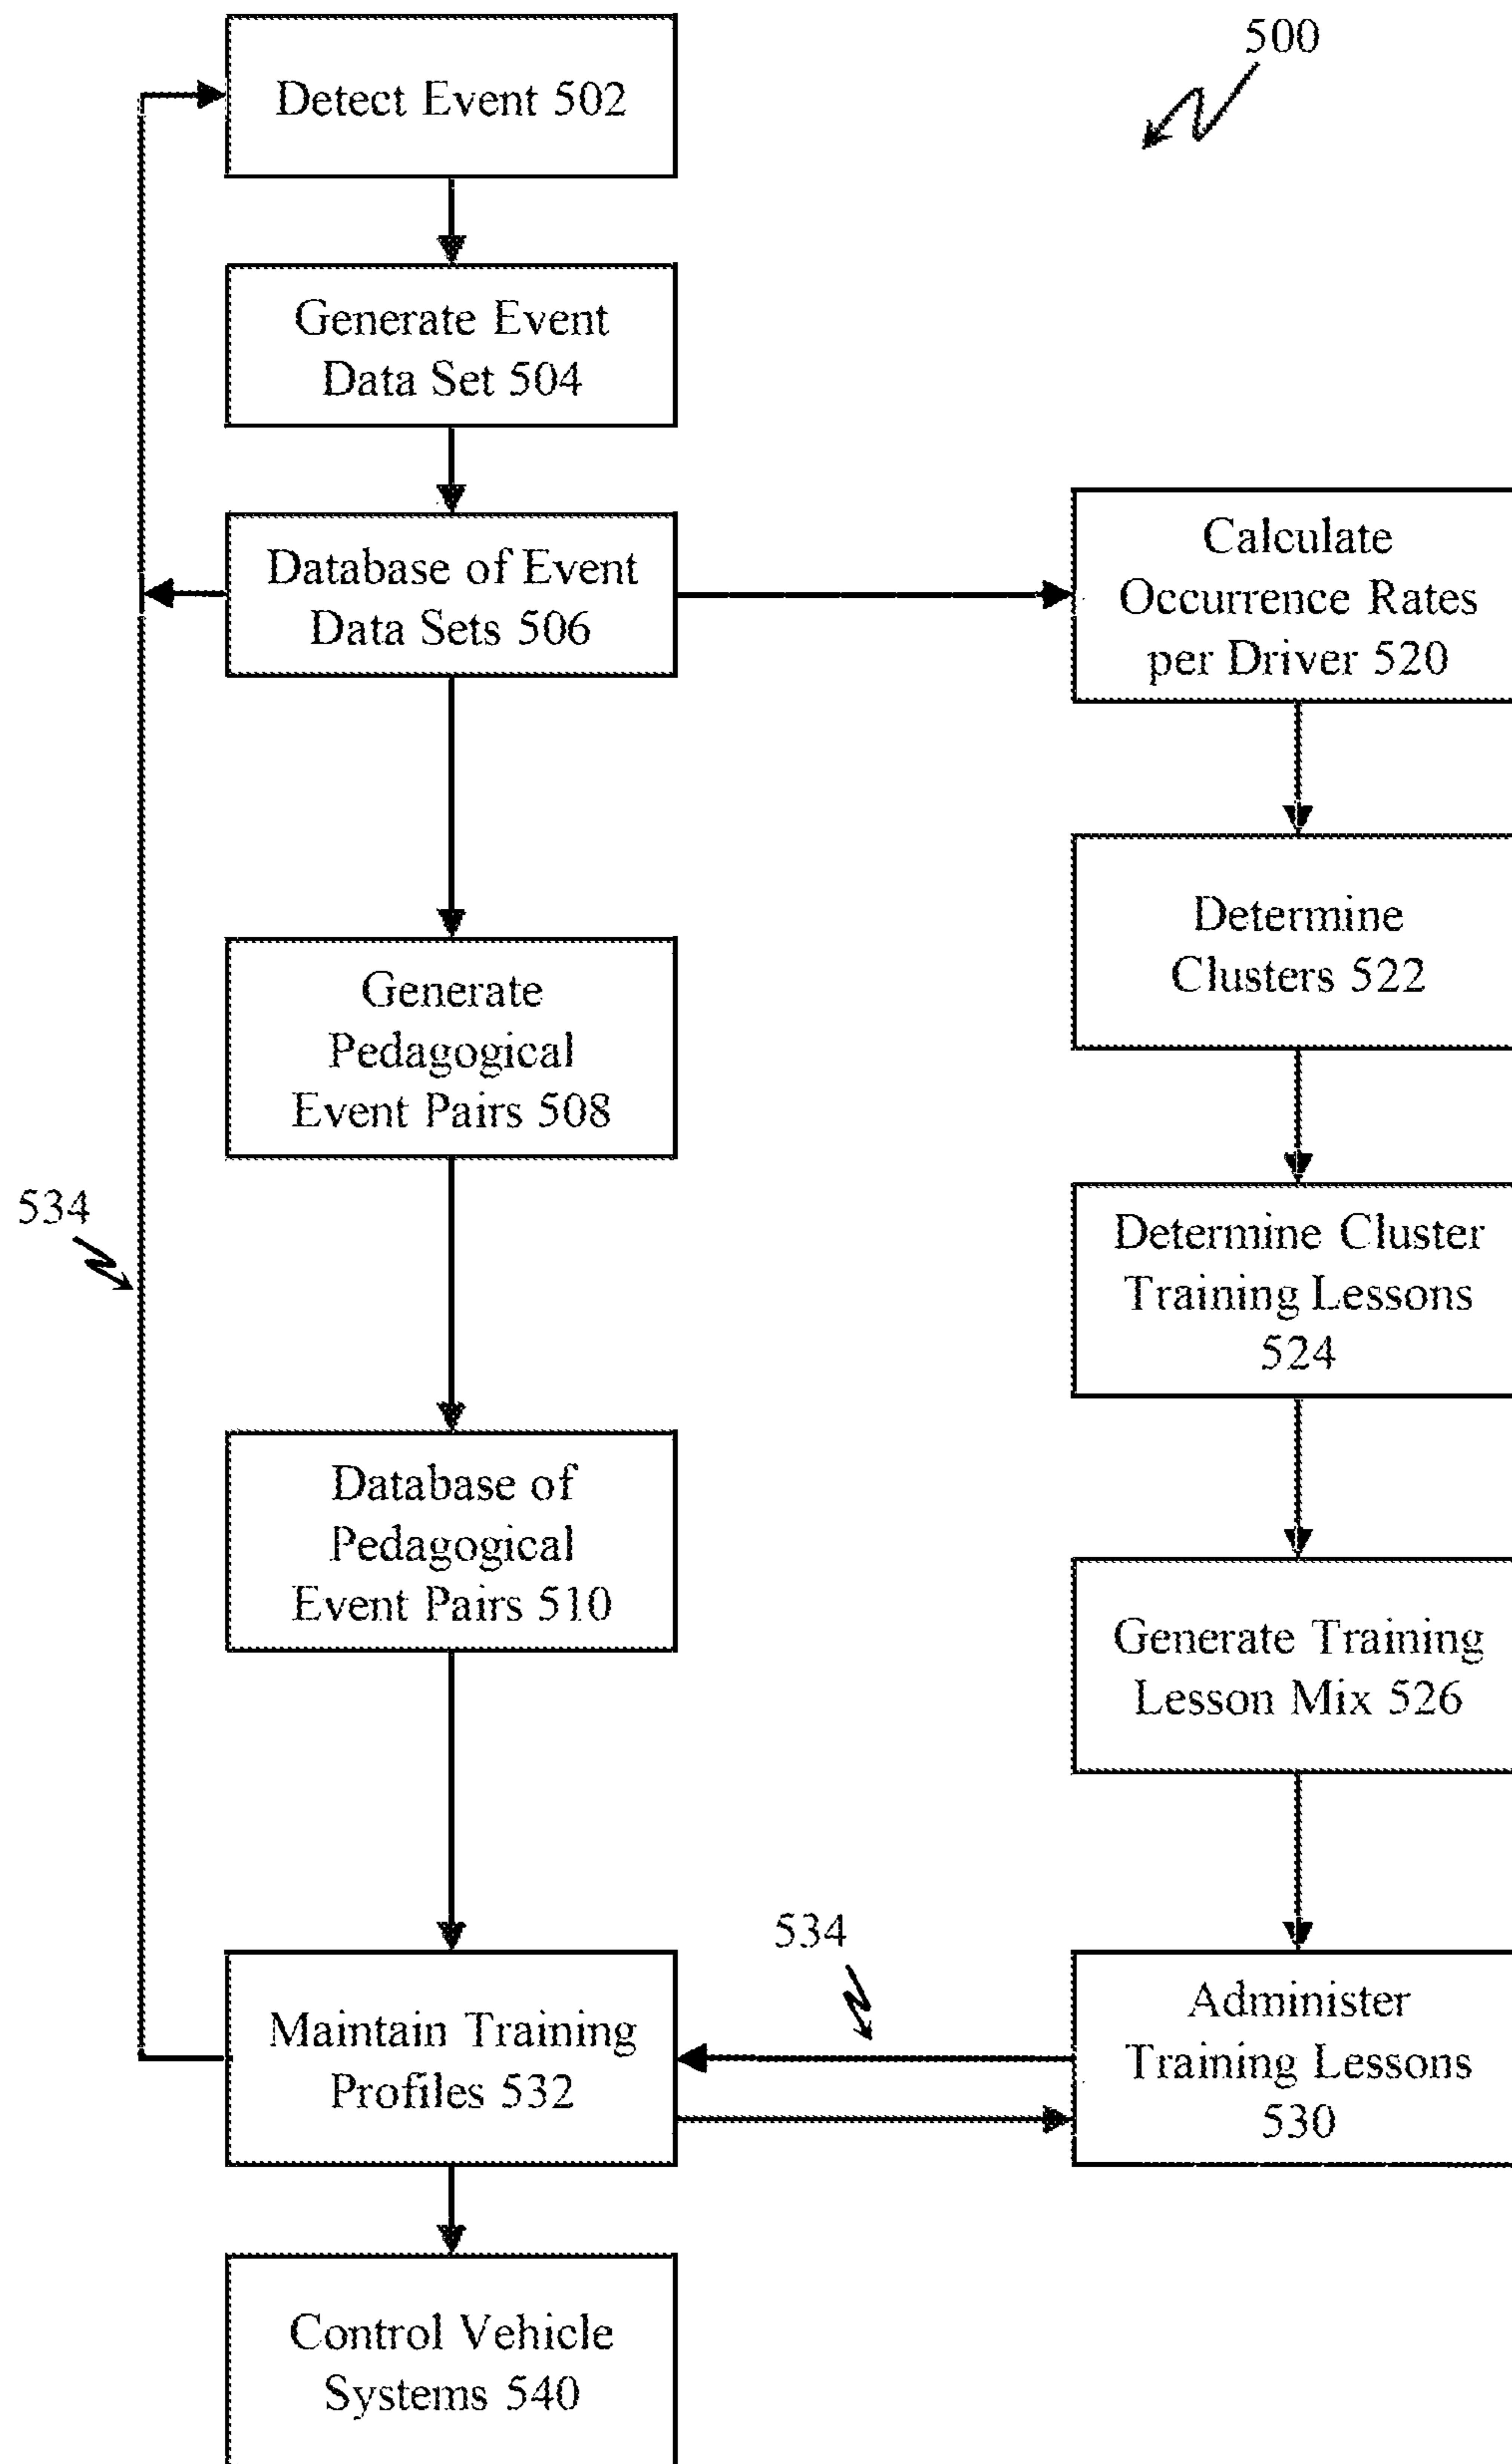 500
Detect Event 502
Generate Event
Data Set 504
Database of Event
Data Sets 506
Calculate
Occurrence Rates
per Driver 520
Determine
Clusters 522
Generate
Pedagogical
Event Pairs 508
534
Determine Cluster
Training Lessons
524
Database of
Pedagogical
Event Pairs 510
Generate Training
Lesson Mix 526
534
Maintain Training
Profiles 532
Administer
Training Lessons
530
Control Vehicle
Systems 540